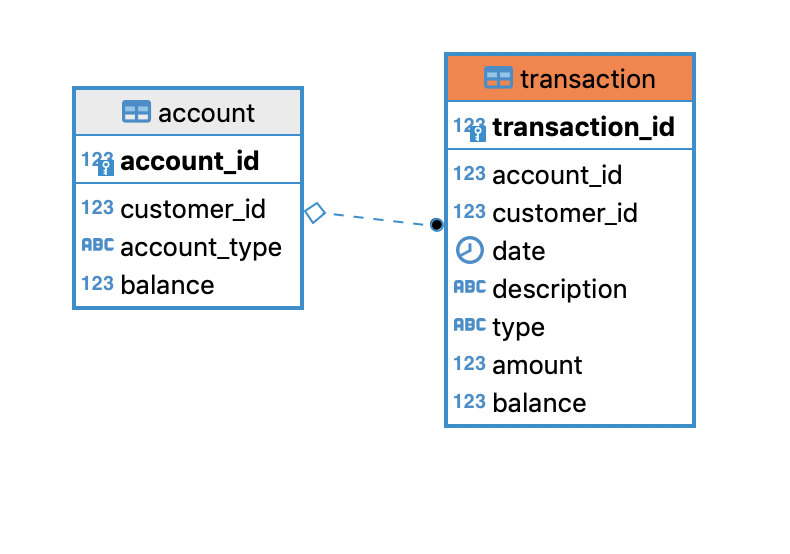 account
123 account_id
123 customer_id
ABC account_type
123 balance
transaction
123 transaction_id
123 account_id
123 customer_id
date
ABC description
ABC type
123 amount
123 balance